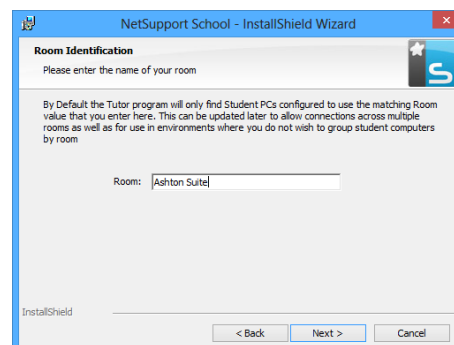 NetSupport School - InstallShield Wizard
Room Identification
Please enter the name of your room
S
By Default the Tutor program will only find Student PCs configured to use the matching Room
value that you enter here. This can be updated later to allow connections across multiple
rooms as well as for use in environments where you do not wish to group student computers
by room
Room: Ashton Suite
InstallShield
< Back Next > Cancel